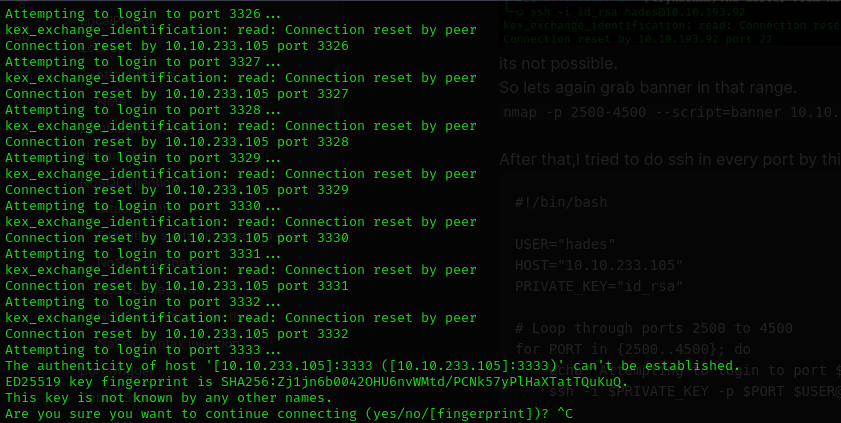 Attempting to login to port 3326...
kex_exchange_identification: read: Connection reset by peer
Connection reset by 10.10.233.105 port 3326
Attempting to login to port 3327...
kex_exchange_identification: read: Connection reset by peer
Connection reset by 10.10.233.105 port 3327
Attempting to login to port 3328...
kex_exchange_identification: read: Connection reset by peer
Connection reset by 10.10.233.105 port 3328
Attempting to login to port 3329...
kex_exchange_identification: read: Connection reset by peer
Connection reset by 10.10.233.105 port 3329
Attempting to login to port 3330...
kex_exchange_identification: read: Connection reset by peer
Connection reset by 10.10.233.105 port 3330
Attempting to login to port 3331...
kex_exchange_identification: read: Connection reset by peer
Connection reset by 10.10.233.105 port 3331
Attempting to login to port 3332...
kex_exchange_identification: read: Connection reset by peer
Connection reset by 10.10.233.105 port 3332
Attempting to login to port 3333...
The authenticity of host '[10.10.233.105]:3333 ([10.10.233.105]:3333)' can't be established.
ED25519 key fingerprint is SHA256:Zj1jn6b0042OHU6nvWMtd/PCNk57yPlHaXTatTQuKuQ.
This key is not known by any other names.
Are you sure you want to continue connecting (yes/no/[fingerprint])? ^C
ssh -i id_rsa hades@10.10.193.92
kex_exchange_identification: read: Connection rese
Connection reset by 10.10.193.92 port 22
its not possible.
So lets again grab banner in that range.
nmap -p 2500-4500 --script=banner 10.10.
After that,I tried to do ssh in every port by thi
#!/bin/bash
USER="hades"
HOST="10.10.233.105"
PRIVATE_KEY="id_rsa"
# Loop through ports 2500 to 4500
for PORT in {2500..4500}; do
echo "Attempting to login to port $
ssh -i $PRIVATE_KEY -p $PORT $USER@